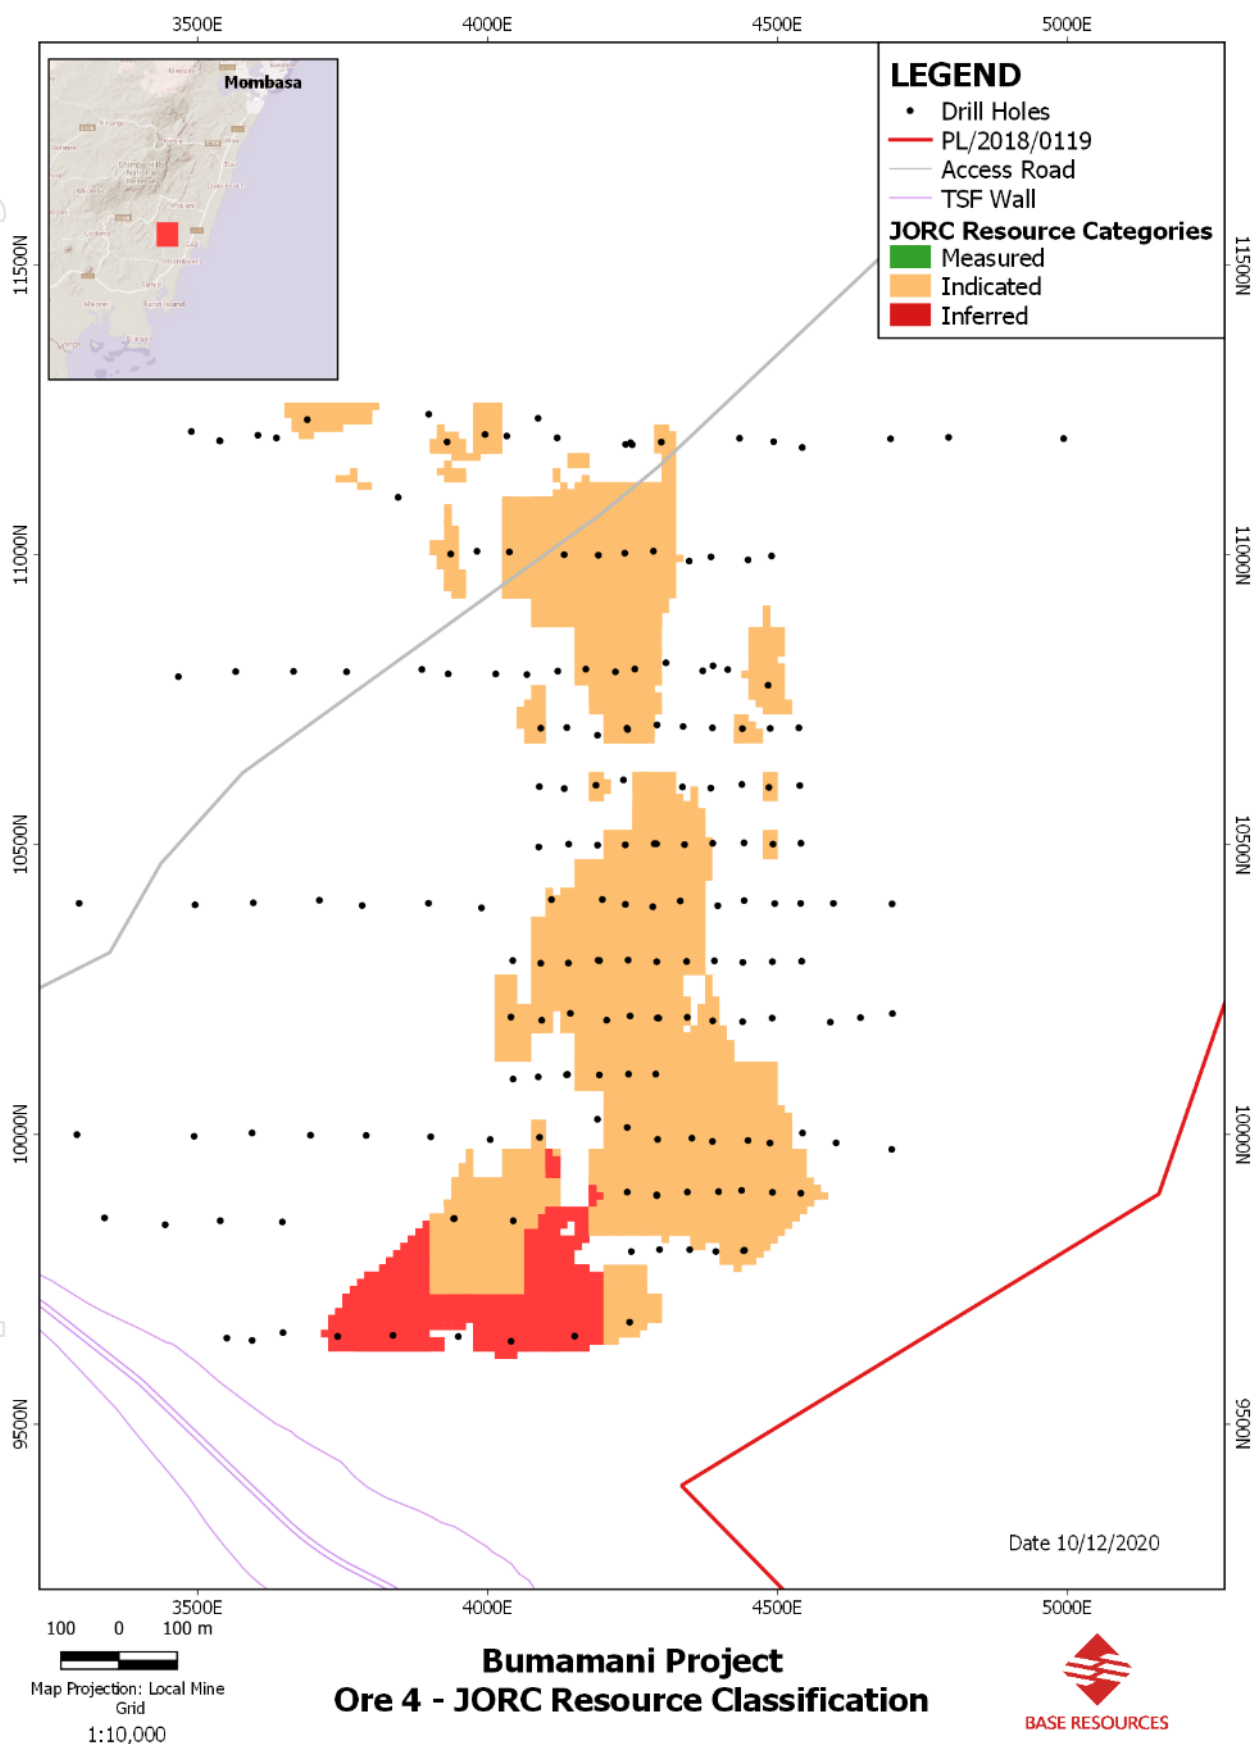 3500E 4000E 4500E 5000E
Mombasa
LEGEND
Drill Holes
PL/2018/0119
Access Road
TSF Wall
JORC Resource Categories
Measured
Indicated
Inferred
11500N 11500N
11000N 11000N
10500N 10500N
10000N 10000N
9500N 9500N
Date 10/12/2020
3500E 4000E 4500E 5000E
100 0 100 m
Map Projection: Local Mine
Grid
1:10,000
Bumamani Project
Ore 4 - JORC Resource Classification
BASE RESOURCES